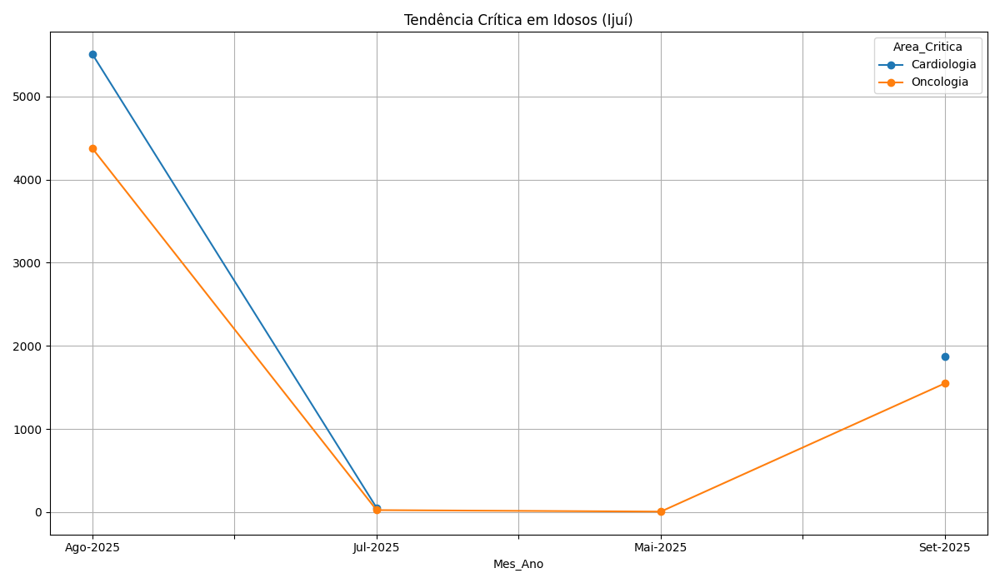 Tendência Crítica em Idosos (Ijuí)
Area_Critica
Cardiologia
Oncologia
5000
4000
3000
2000
1000
0
Ago-2025 Jul-2025 Mai-2025 Set-2025
Mes_Ano